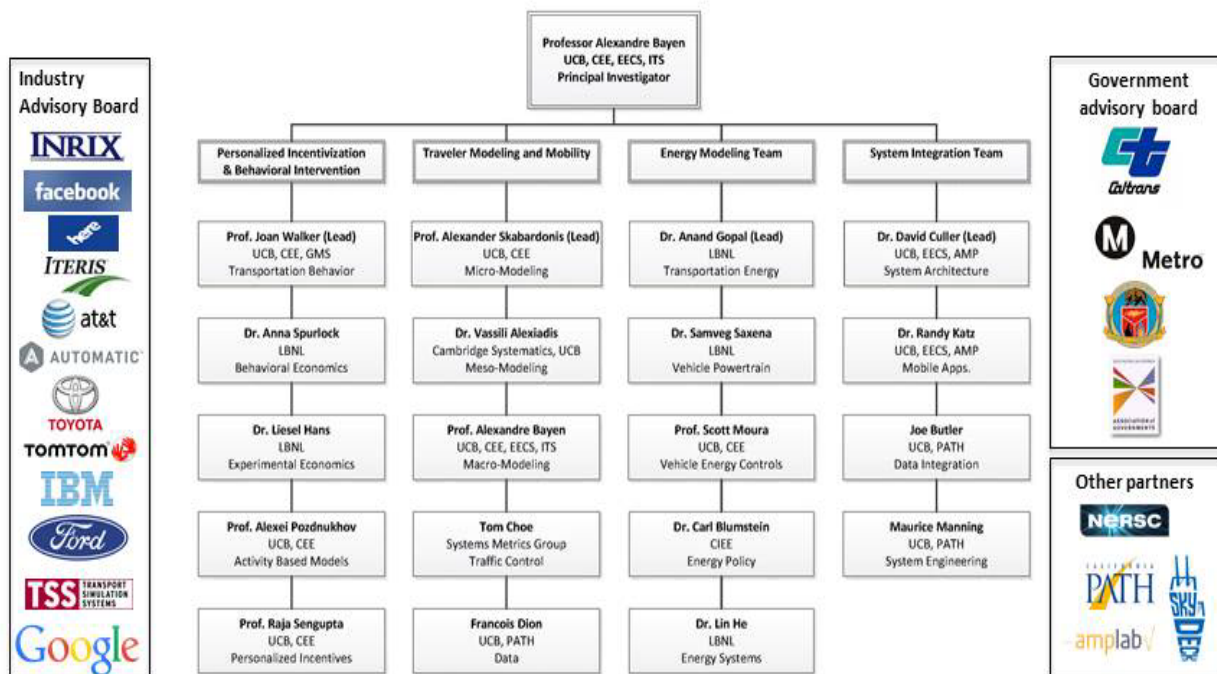 Professor Alexandre Bayen
UCB, CEE, EECS, ITS
Principal Investigator
Industry
Advisory Board
INRIX
facebook
here
ITERIS
at&t
AUTOMATIC
TOYOTA
TOMTOM
IBM
Ford
TSS TRANSPORT
SIMULATION
SYSTEMS
Google
Personalized Incentivization
& Behavioral Intervention
Prof. Joan Walker (Lead)
UCB, CEE, GMS
Transportation Behavior
Dr. Anna Spurlock
LBNL
Behavioral Economics
Dr. Liesel Hans
LBNL
Experimental Economics
Prof. Alexei Pozdnukhov
UCB, CEE
Activity Based Models
Prof. Raja Sengupta
UCB, CEE
Personalized Incentives
Traveler Modeling and Mobility
Prof. Alexander Skabardonis (Lead)
UCB, CEE
Micro-Modeling
Dr. Vassili Alexiadis
Cambridge Systematics, UCB
Meso-Modeling
Prof. Alexandre Bayen
UCB, CEE, EECS, ITS
Macro-Modeling
Tom Choe
Systems Metrics Group
Traffic Control
Francois Dion
UCB, PATH
Data
Energy Modeling Team
Dr. Anand Gopal (Lead)
LBNL
Transportation Energy
Dr. Samveg Saxena
LBNL
Vehicle Powertrain
Prof. Scott Moura
UCB, CEE
Vehicle Energy Controls
Dr. Carl Blumstein
CIEE
Energy Policy
Dr. Lin He
LBNL
Energy Systems
System Integration Team
Dr. David Culler (Lead)
UCB, EECS, AMP
System Architecture
Dr. Randy Katz
UCB, EECS, AMP
Mobile Apps.
Joe Butler
UCB, PATH
Data Integration
Maurice Manning
UCB, PATH
System Engineering
Government
advisory board
ct
Caltrans
M
Metro
ASSOCIATION of
GOVERNMENTS
Other partners
NERSC
CALIFORNIA
PATH
amplab
SKY
DECK